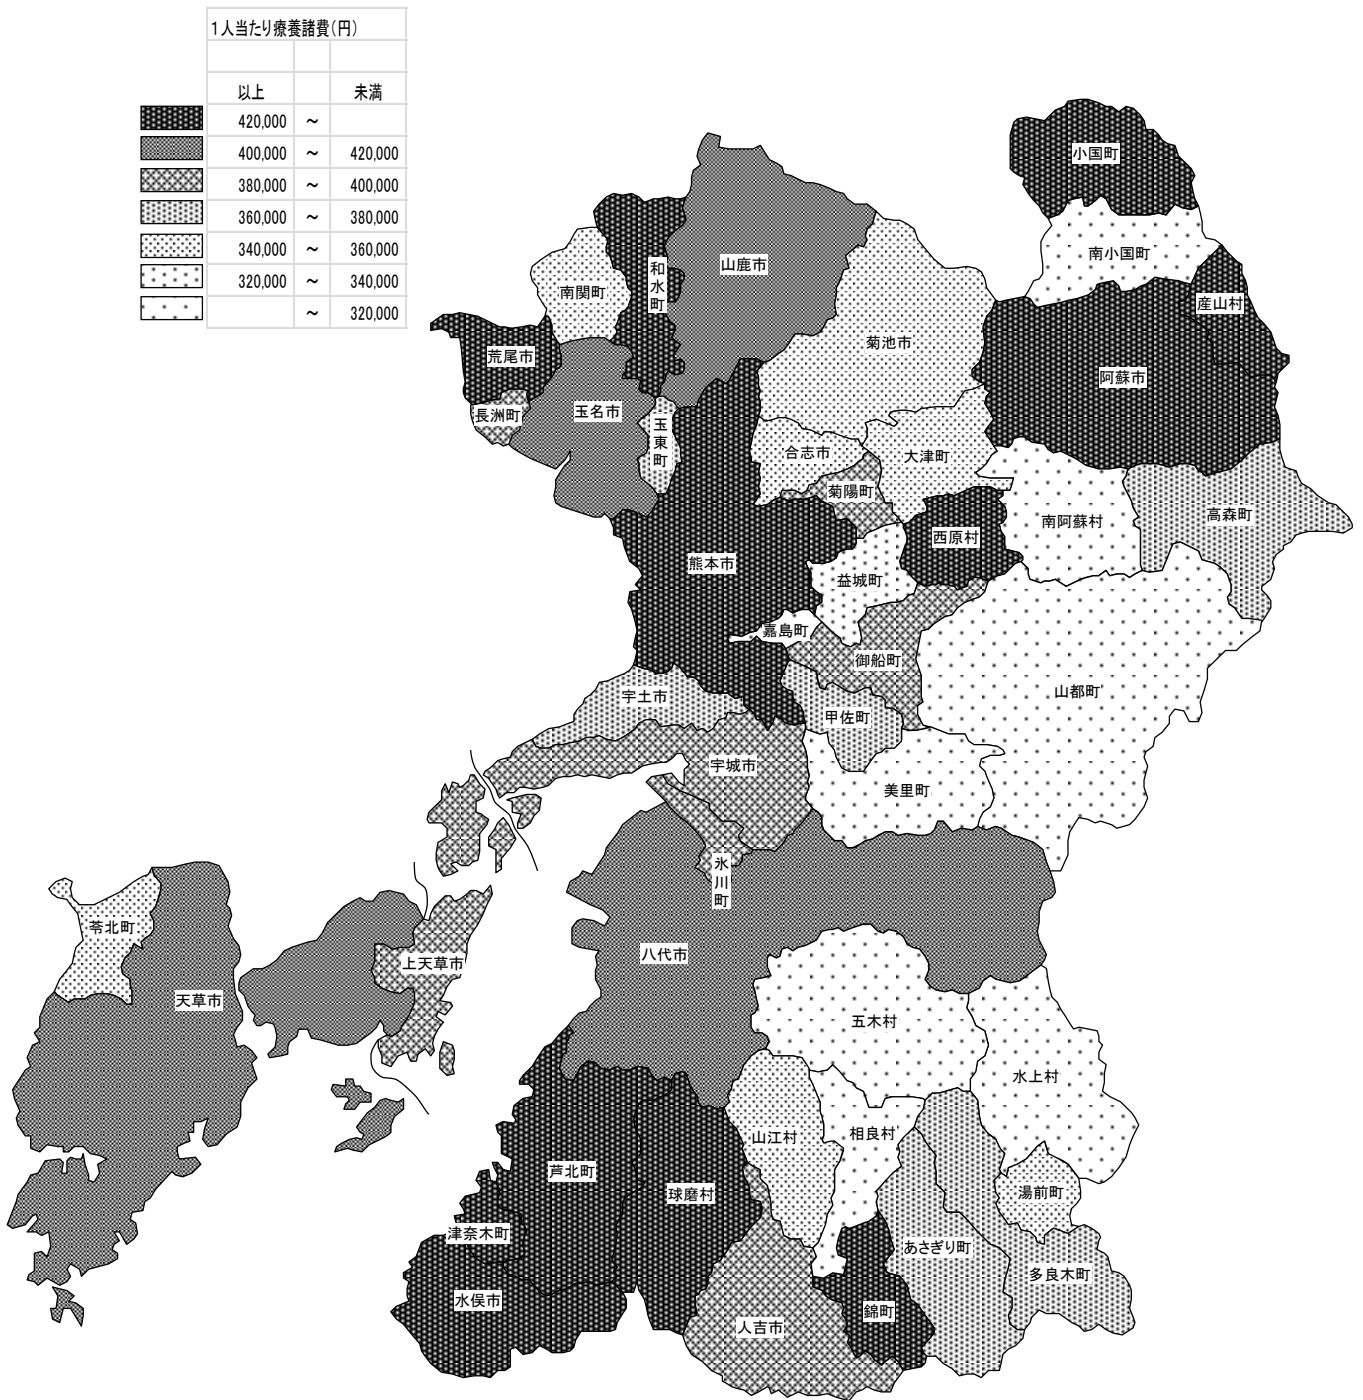 1人当たり療養諸費(円)
以上 未満
420,000 ～
400,000 ～ 420,000
380,000 ～ 400,000
360,000 ～ 380,000
340,000 ～ 360,000
320,000 ～ 340,000
～ 320,000
小国町
南小国町
産山村
山鹿市
和水町
南関町
菊池市
荒尾市
阿蘇市
長洲町
玉名市
玉東町
合志市
大津町
菊陽町
高森町
南阿蘇村
西原村
熊本市
益城町
嘉島町
御船町
山都町
宇土市
甲佐町
宇城市
美里町
氷川町
苓北町
八代市
上天草市
天草市
五木村
水上村
山江村
相良村
芦北町
球磨村
湯前町
津奈木町
あさぎり町
多良木町
水俣市
錦町
人吉市